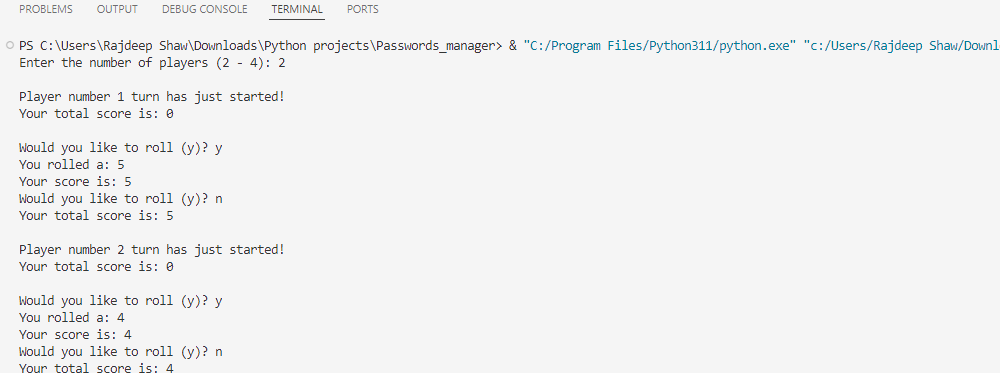 PROBLEMS OUTPUT DEBUG CONSOLE TERMINAL PORTS
PS C:\Users\Rajdeep Shaw\Downloads\Python projects\Passwords_manager> & "C:/Program Files/Python311/python.exe" "c:/Users/Rajdeep Shaw/Downl
Enter the number of players (2 - 4): 2
Player number 1 turn has just started!
Your total score is: 0
Would you like to roll (y)? y
You rolled a: 5
Your score is: 5
Would you like to roll (y)? n
Your total score is: 5
Player number 2 turn has just started!
Your total score is: 0
Would you like to roll (y)? y
You rolled a: 4
Your score is: 4
Would you like to roll (y)? n
Your total score is: 4